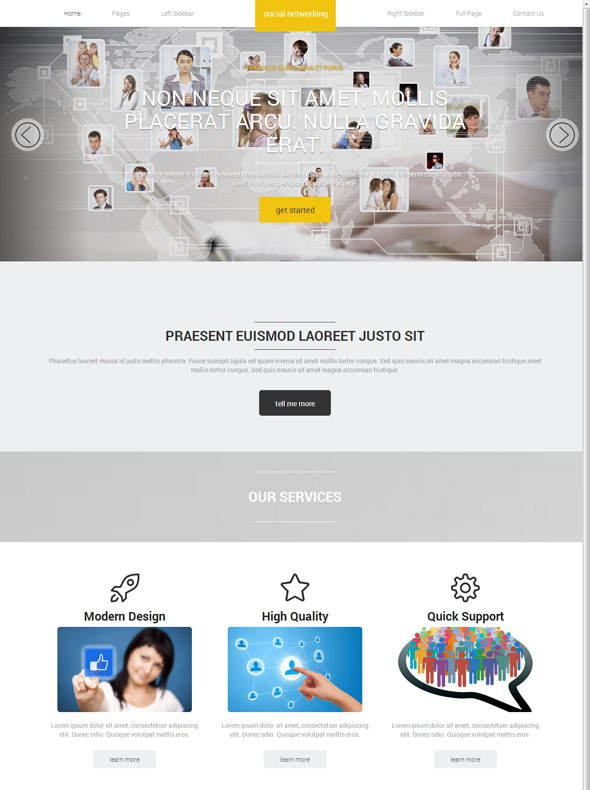 Home
Pages
Left Sidebar
social networking
Right Sidebar
Full Page
Contact Us
NON NEQUE SIT AMET, MOLLIS
PLACERAT ARCU. NULLA GRAVIDA
ERAT.
get started
PRAESENT EUISMOD LAOREET JUSTO SIT
Phasellus laoreet massa id justo mattis pharetra. Fusce suscipit ligula vel quam viverra sit amet mollis tortor congue. Sed quis mauris sit amet magna accumsan tristique amet
mollis tortor congue. Sed quis mauris sit amet magna accumsan tristique.
tell me more
OUR SERVICES
Modern Design
High Quality
Quick Support
Lorem ipsum dolor sit amet, consectetuer adipiscing
elit. Donec odio. Quisque volutpat mattis eros.
Lorem ipsum dolor sit amet, consectetuer adipiscing
elit. Donec odio. Quisque volutpat mattis eros.
Lorem ipsum dolor sit amet, consectetuer adipiscing
elit. Donec odio. Quisque volutpat mattis eros.
learn more
learn more
learn more